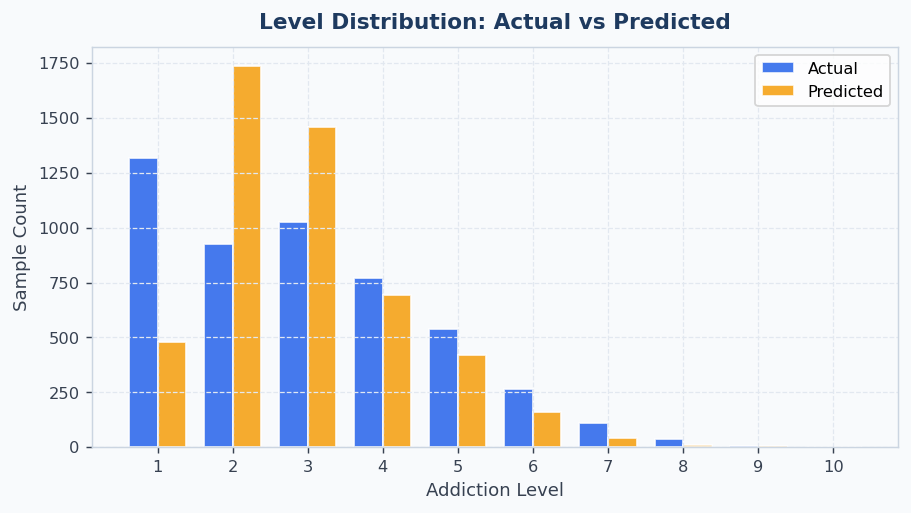 Level Distribution: Actual vs Predicted
Actual
Predicted
Sample Count
1750
1500
1250
1000
750
500
250
0
1 2 3 4 5 6 7 8 9 10
Addiction Level